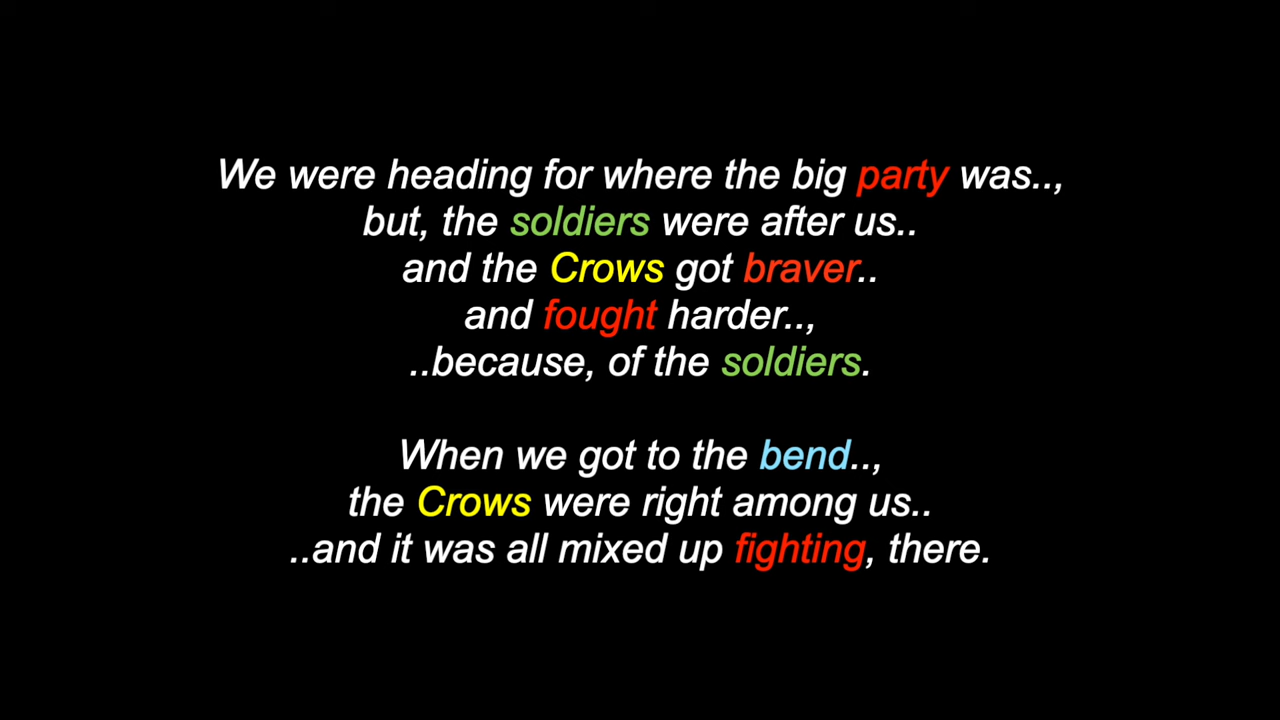 We were heading for where the big party was..,
but, the soldiers were after us..
and the Crows got braver..
and fought harder..,
..because, of the soldiers.
When we got to the bend..,
the Crows were right among us..
..and it was all mixed up fighting, there.